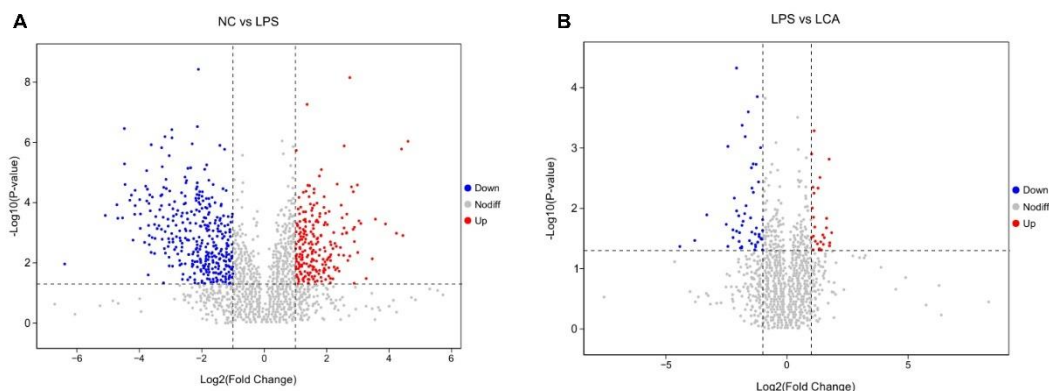 A
NC vs LPS
8
6
4
2
0
-Log10(P-value)
-6
-4
-2
0
2
4
6
Log2(Fold Change)
Down
Nodiff
Up
B
LPS vs LCA
4
3
2
1
0
-Log10(P-value)
-5
0
5
Log2(Fold Change)
Down
Nodiff
Up